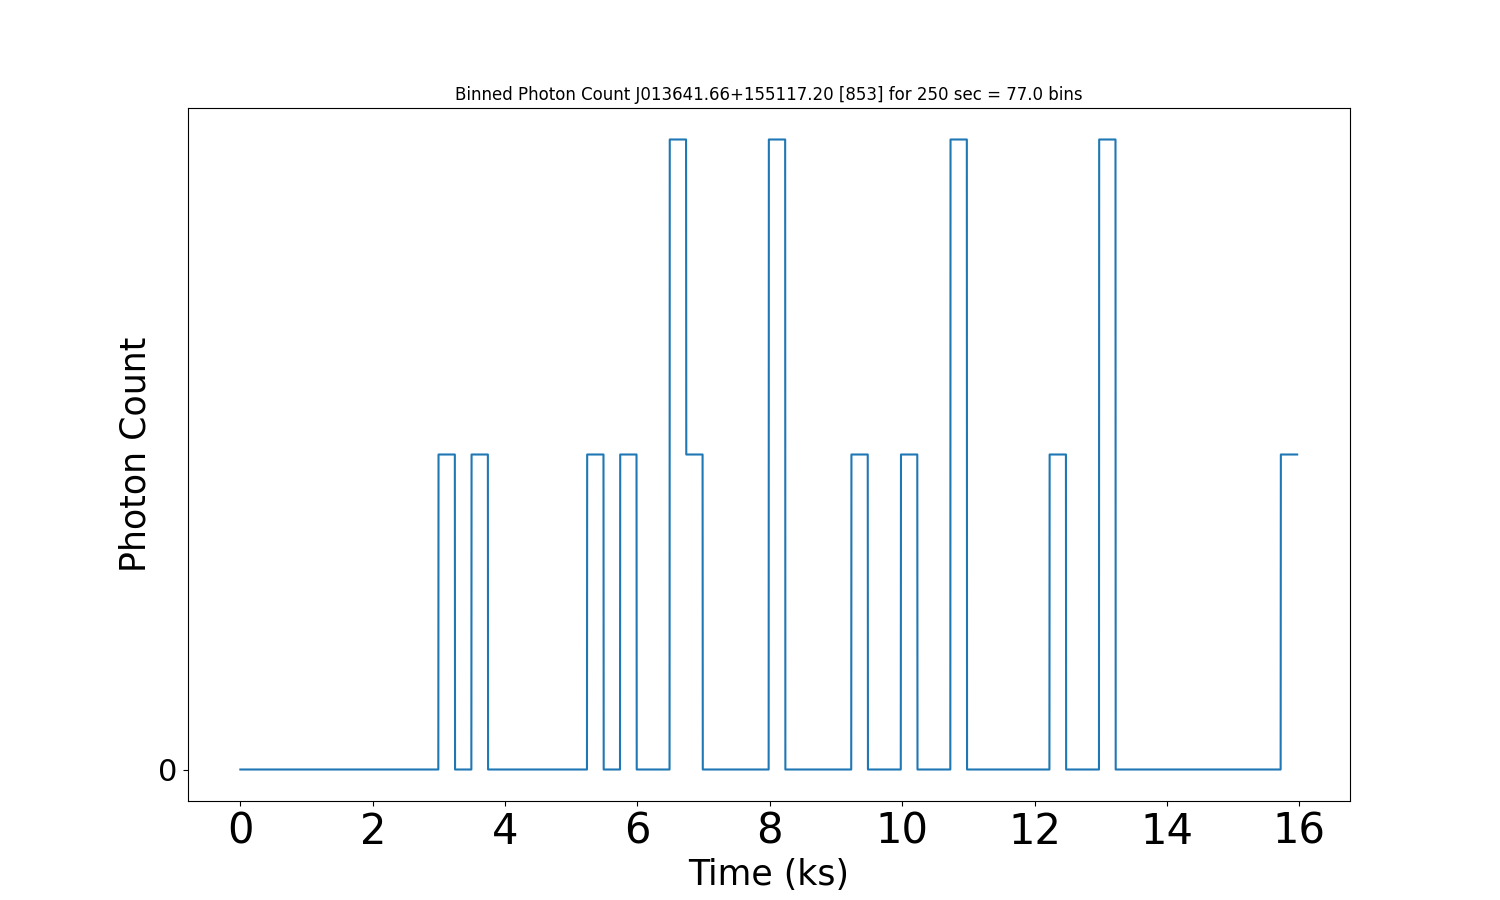 Binned Photon Count J013641.66+155117.20 [853] for 250 sec = 77.0 bins
Photon Count
0
0 2 4 6 8 10 12 14 16
Time (ks)